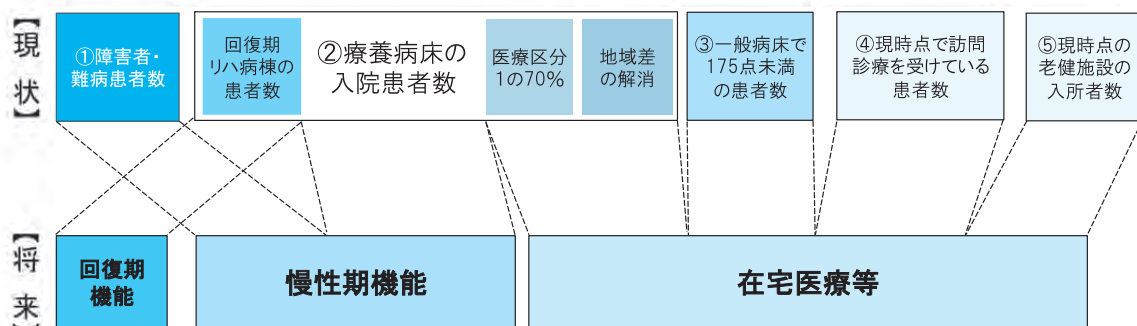 【現状】
①障害者・
難病患者数
回復期
リハ病棟の
患者数
②療養病床の
入院患者数
医療区分
1の70%
地域差
の解消
③一般病床で
175点未満
の患者数
④現時点で訪問
診療を受けている
患者数
⑤現時点の
老健施設の
入所者数
【将来】
回復期
機能
慢性期機能
在宅医療等